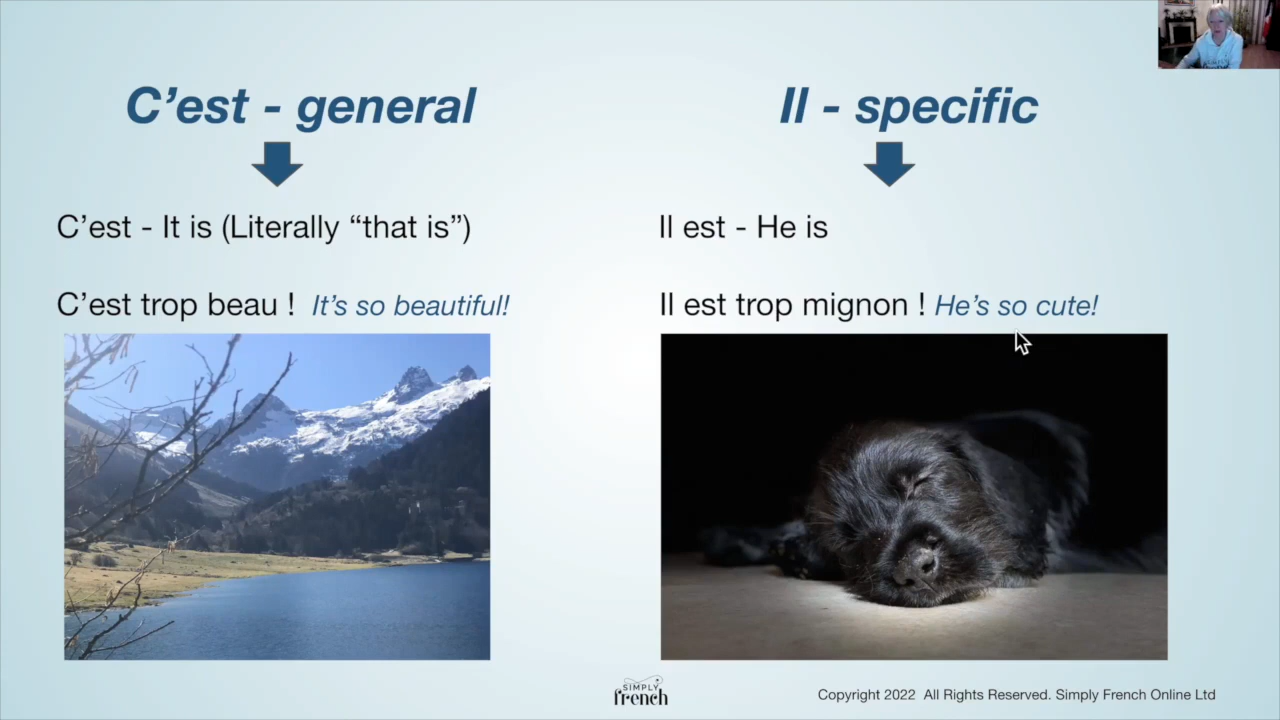 C’est - general
Il - specific
C’est - It is (Literally “that is”)
Il est - He is
C’est trop beau ! It’s so beautiful!
Il est trop mignon ! He’s so cute!
SIMPLY
french
Copyright 2022 All Rights Reserved. Simply French Online Ltd